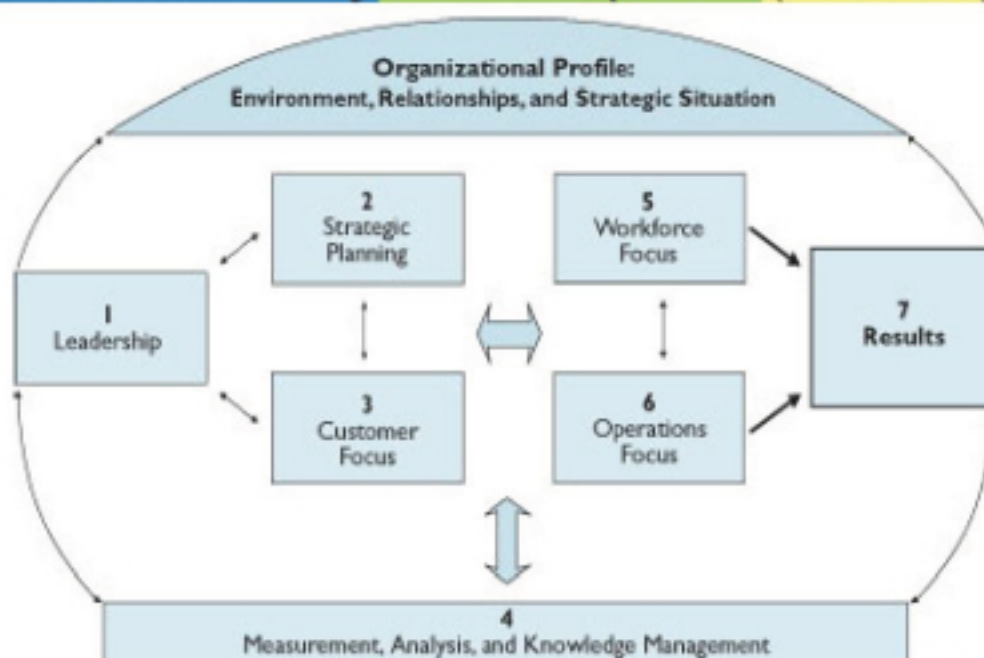 Organizational Profile:
Environment, Relationships, and Strategic Situation
2
Strategic
Planning
5
Workforce
Focus
1
Leadership
7
Results
3
Customer
Focus
6
Operations
Focus
4
Measurement, Analysis, and Knowledge Management